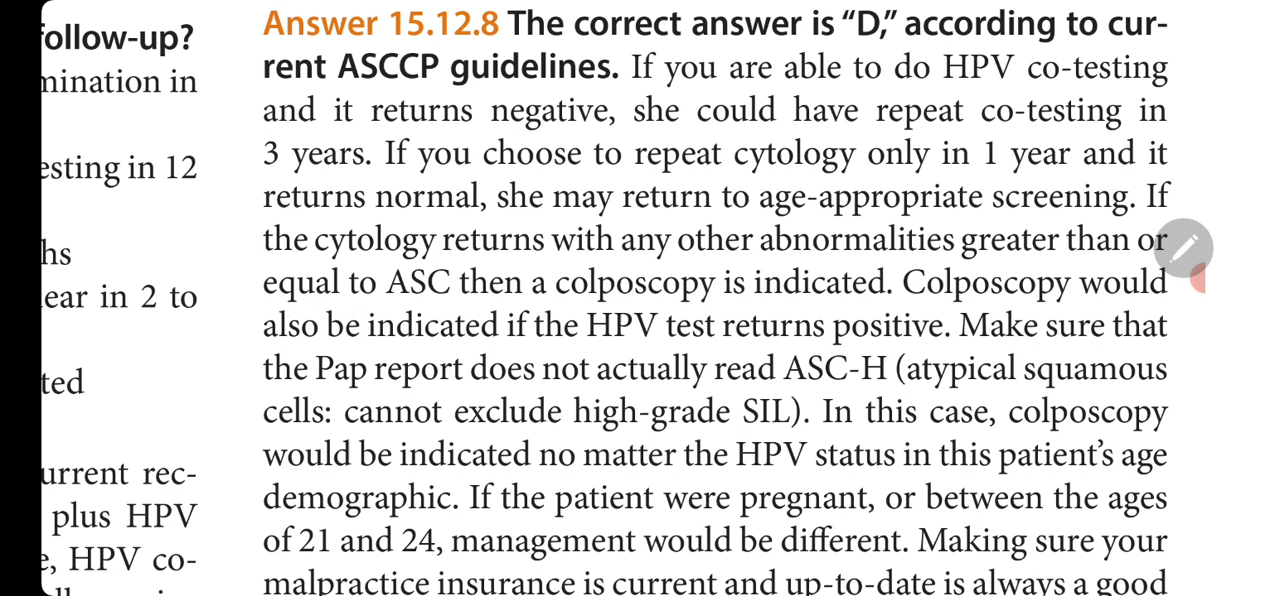 follow-up?
mination in
esting in 12
hs
ear in 2 to
ted
urrent rec-
plus HPV
e, HPV co-
Answer 15.12.8 The correct answer is “D,” according to cur-
rent ASCCP guidelines. If you are able to do HPV co-testing
and it returns negative, she could have repeat co-testing in
3 years. If you choose to repeat cytology only in 1 year and it
returns normal, she may return to age-appropriate screening. If
the cytology returns with any other abnormalities greater than or
equal to ASC then a colposcopy is indicated. Colposcopy would
also be indicated if the HPV test returns positive. Make sure that
the Pap report does not actually read ASC-H (atypical squamous
cells: cannot exclude high-grade SIL). In this case, colposcopy
would be indicated no matter the HPV status in this patient’s age
demographic. If the patient were pregnant, or between the ages
of 21 and 24, management would be different. Making sure your
malpractice insurance is current and up-to-date is always a good